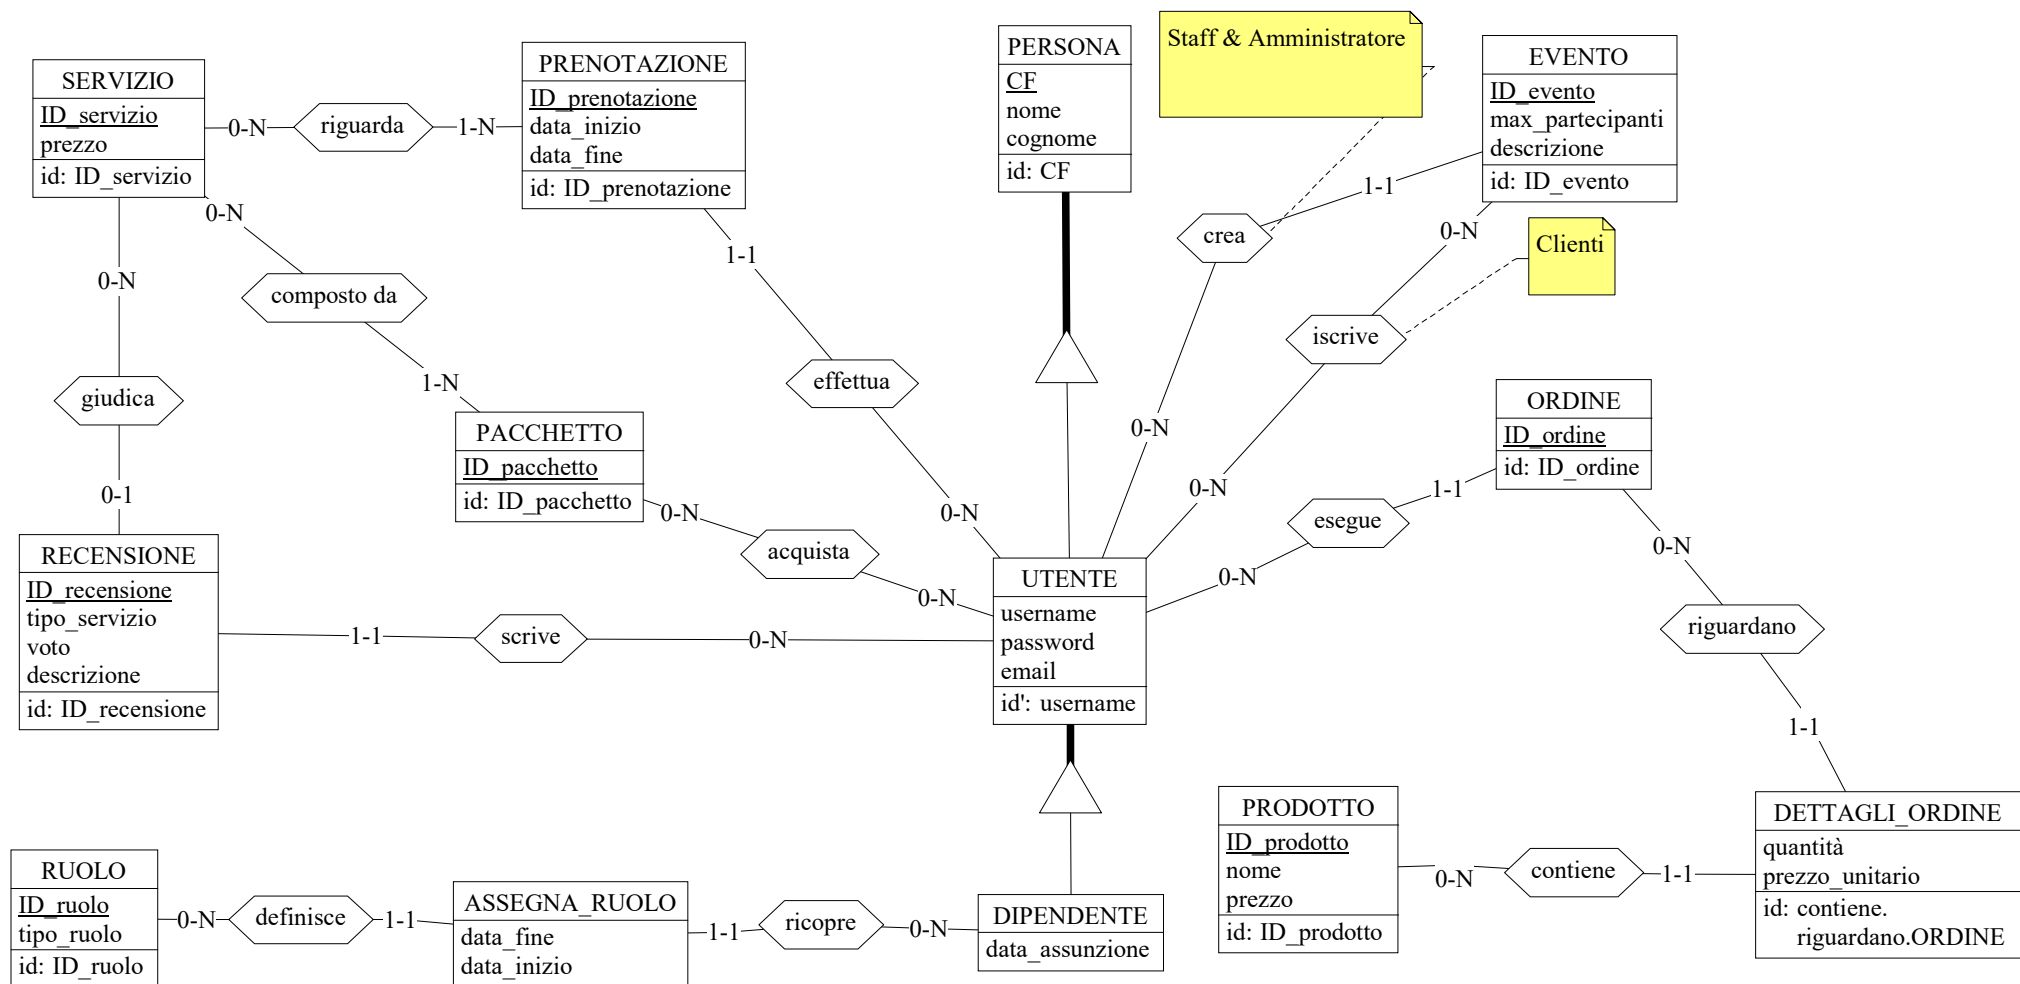 SERVIZIO
ID_servizio
prezzo
id: ID_servizio
0-N
riguarda
1-N
PRENOTAZIONE
ID_prenotazione
data_inizio
data_fine
id: ID_prenotazione
PERSONA
CF
nome
cognome
id: CF
Staff & Amministratore
EVENTO
ID_evento
max_partecipanti
descrizione
id: ID_evento
0-N
composto da
1-N
0-N
giudica
0-1
1-1
effettua
0-N
crea
1-1
0-N
Clienti
0-N
iscrive
0-N
PACCHETTO
ID_pacchetto
id: ID_pacchetto
0-N
acquista
0-N
ORDINE
ID_ordine
id: ID_ordine
1-1
esegue
0-N
0-N
riguardano
1-1
RECENSIONE
ID_recensione
tipo_servizio
voto
descrizione
id: ID_recensione
1-1
scrive
0-N
UTENTE
username
password
email
id': username
RUOLO
ID_ruolo
tipo_ruolo
id: ID_ruolo
0-N
definisce
1-1
ASSEGNA_RUOLO
data_fine
data_inizio
1-1
ricopre
0-N
DIPENDENTE
data_assunzione
PRODOTTO
ID_prodotto
nome
prezzo
id: ID_prodotto
0-N
contiene
1-1
DETTAGLI_ORDINE
quantità
prezzo_unitario
id: contiene.
riguardano.ORDINE